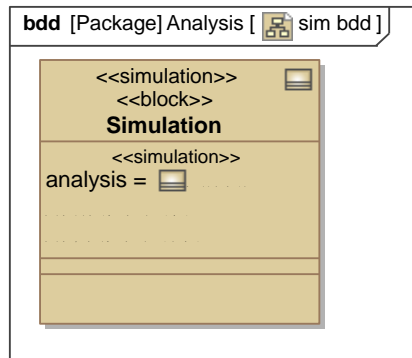 bdd [Package] Analysis [ sim bdd ]
<<simulation>>
<<block>>
Simulation
<<simulation>>
analysis =